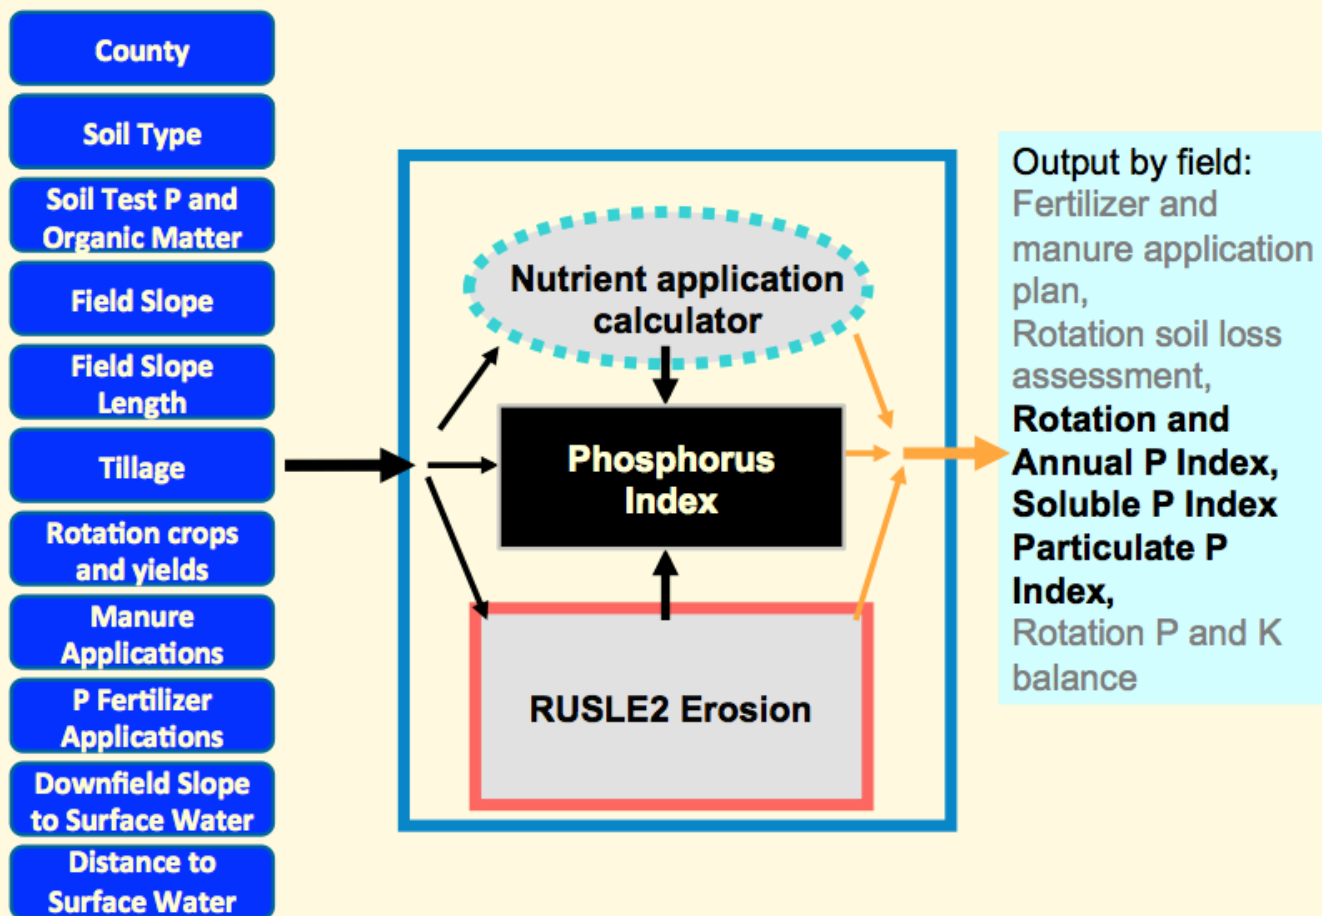 County
Soil Type
Soil Test P and
Organic Matter
Field Slope
Field Slope
Length
Tillage
Rotation crops
and yields
Manure
Applications
P Fertilizer
Applications
Downfield Slope
to Surface Water
Distance to
Surface Water
Nutrient application
calculator
Phosphorus
Index
RUSLE2 Erosion
Output by field:
Fertilizer and
manure application
plan,
Rotation soil loss
assessment,
Rotation and
Annual P Index,
Soluble P Index
Particulate P
Index,
Rotation P and K
balance